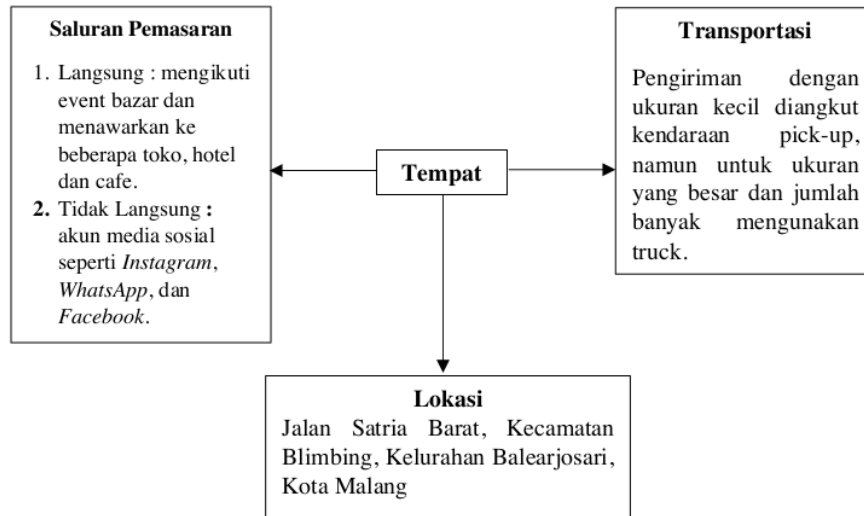 Saluran Pemasaran
1. Langsung : mengikuti
event bazar dan
menawarkan ke
beberapa toko, hotel
dan cafe.
2. Tidak Langsung :
akun media sosial
seperti Instagram,
WhatsApp, dan
Facebook.
Tempat
Transportasi
Pengiriman dengan
ukuran kecil diangkut
kendaraan pick-up,
namun untuk ukuran
yang besar dan jumlah
banyak mengunakan
truck.
Lokasi
Jalan Satria Barat, Kecamatan
Blimbing, Kelurahan Balearjosari,
Kota Malang